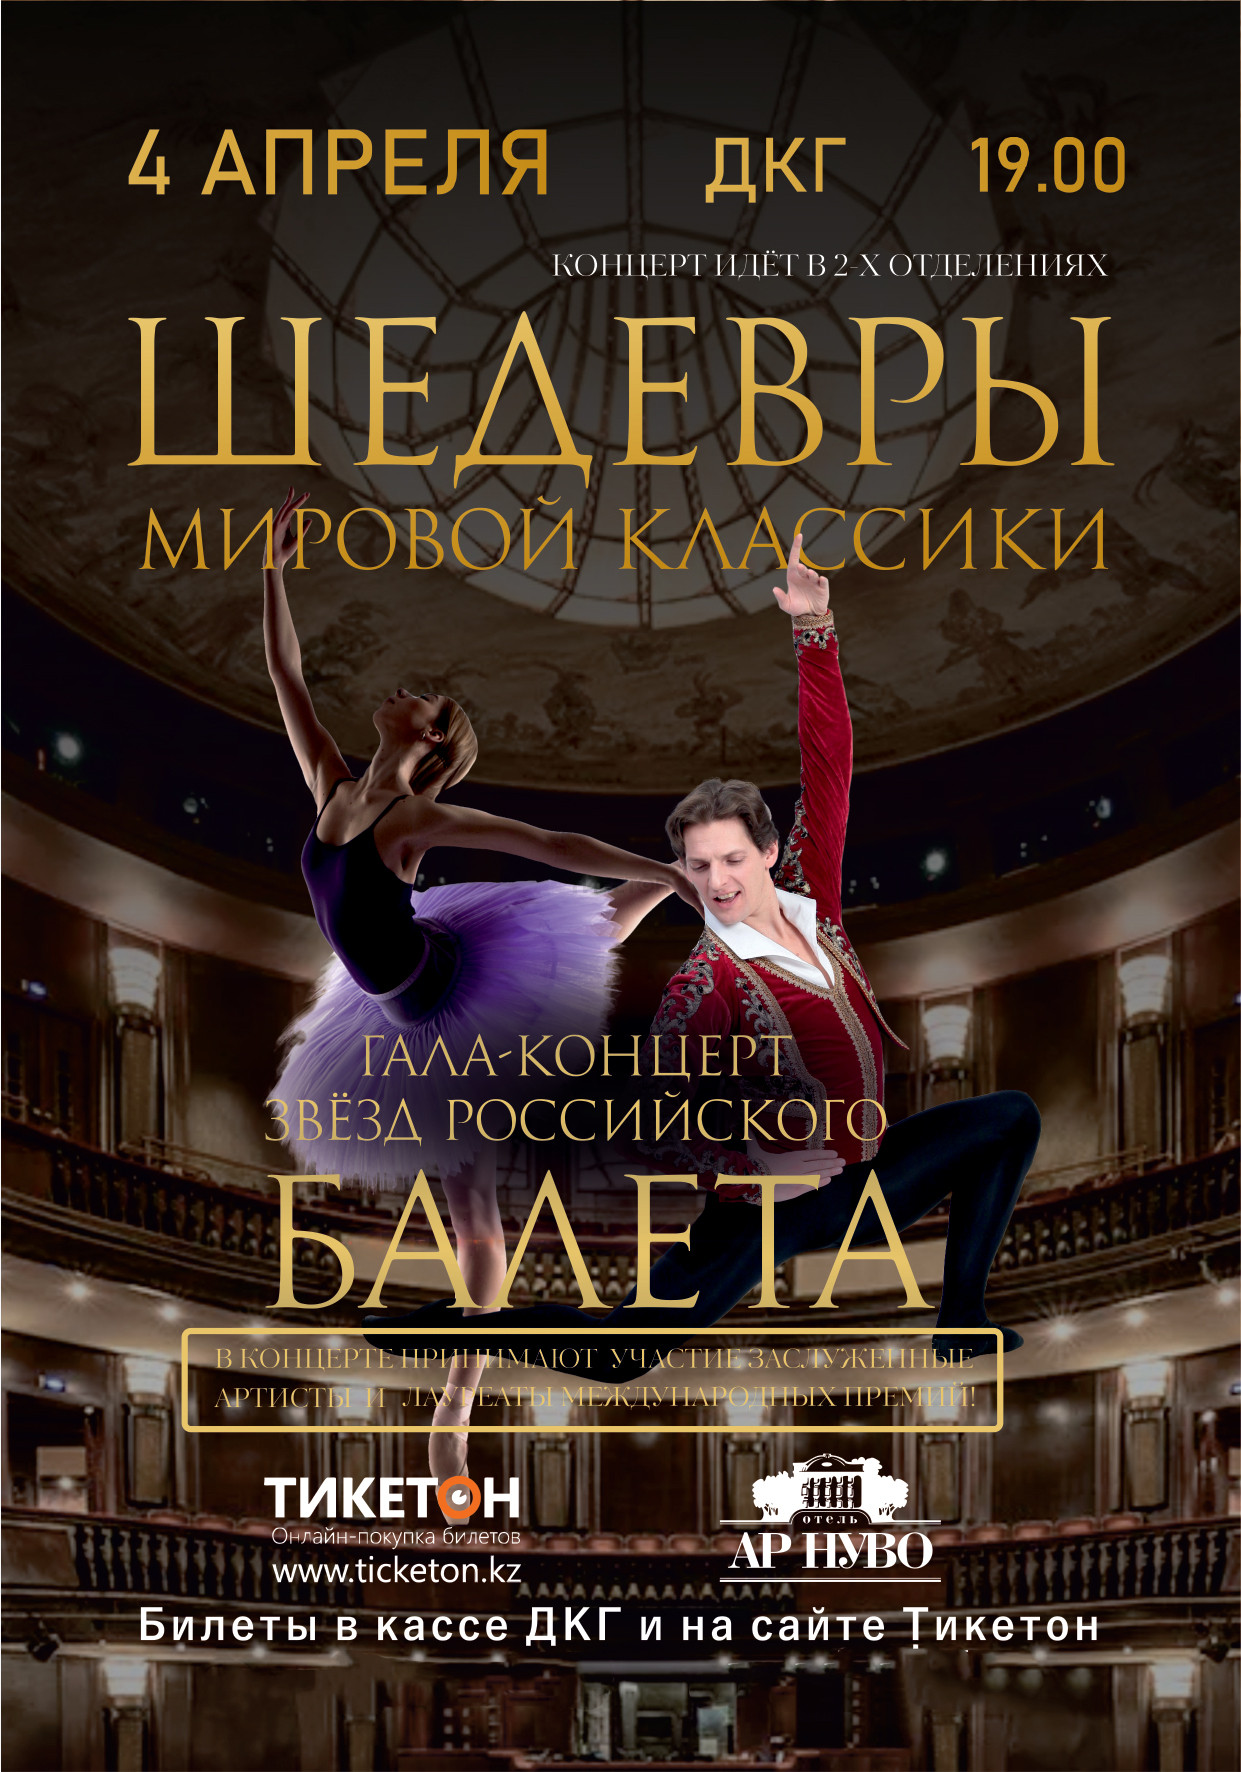 4 АПРЕЛЯ ДКГ 19.00
КОНЦЕРТ ИДЁТ В 2-Х ОТДЕЛЕНИЯХ
ШЕДЕВРЫ
МИРОВОЙ КЛАССИКИ
ГАЛА-КОНЦЕРТ
ЗВЁЗД РОССИЙСКОГО
БАЛЕТА
В КОНЦЕРТЕ ПРИНИМАЮТ УЧАСТИЕ ЗАСЛУЖЕННЫЕ
АРТИСТЫ И ЛАУРЕАТЫ МЕЖДУНАРОДНЫХ ПРЕМИЙ!
ТИКЕТОН
Онлайн-покупка билетов
www.ticketon.kz
ОТЕЛЬ
АР НУВО
Билеты в кассе ДКГ и на сайте Тикетон